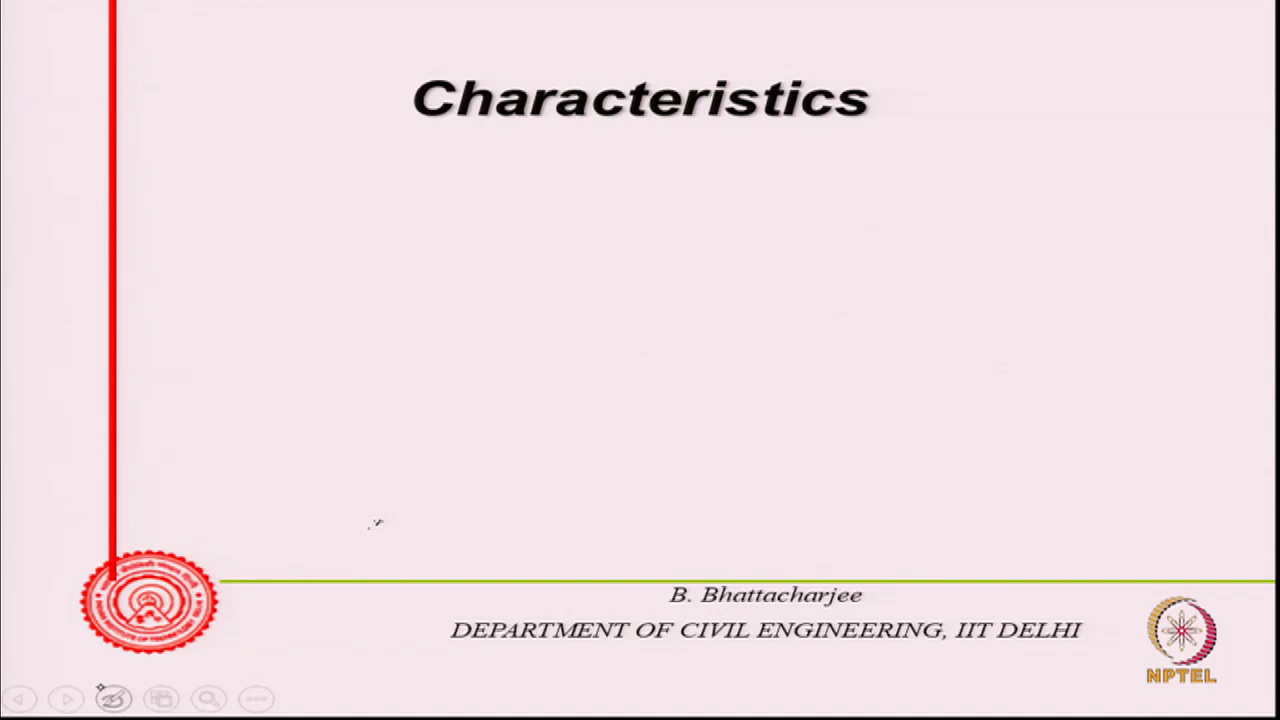 Characteristics
B. Bhattacharjee
DEPARTMENT OF CIVIL ENGINEERING, IIT DELHI
NPTEL